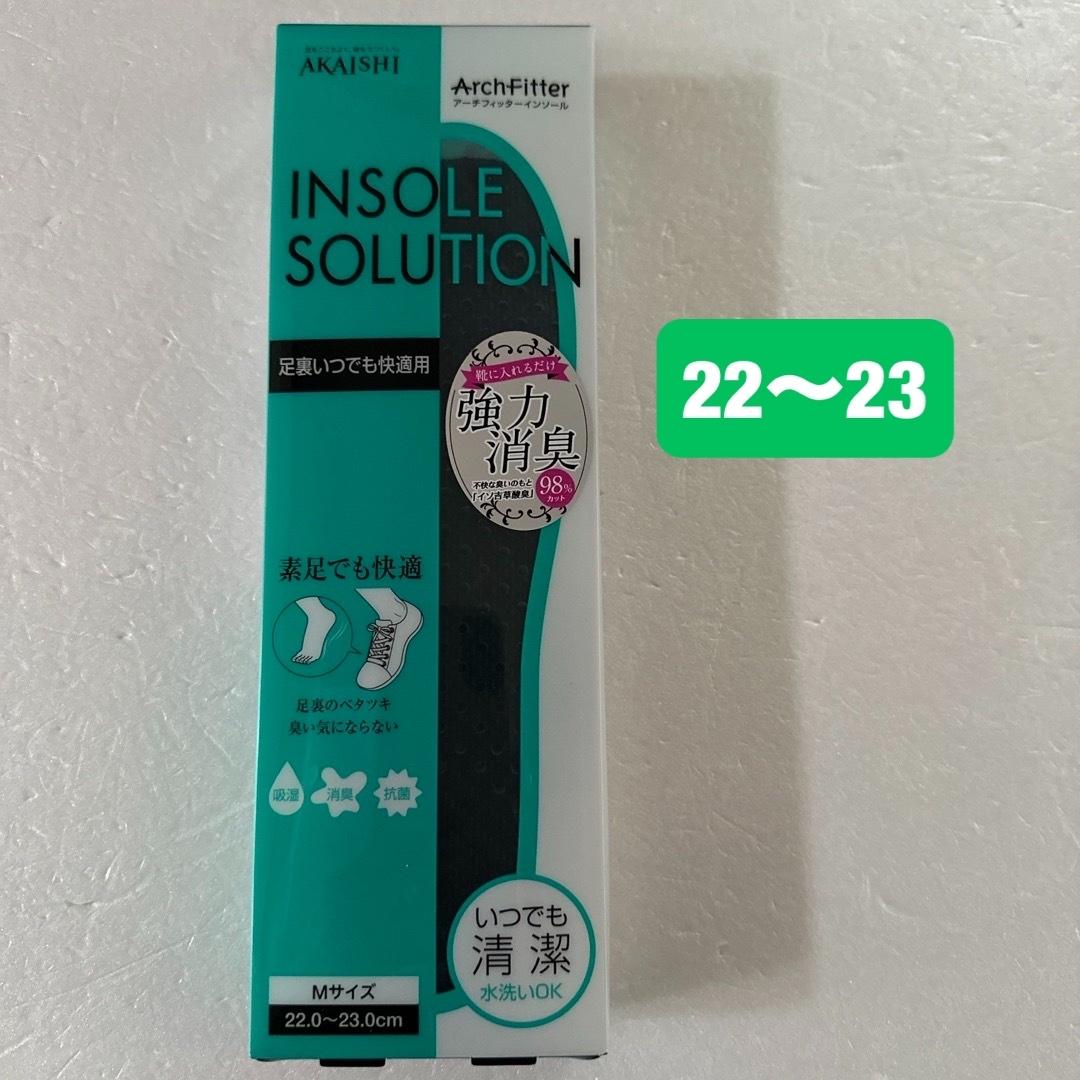 AKAISHI
ArchFitter
アーチフィッターインソール
INSOLE
SOLUTION
足裏いつでも快適用
靴に入れるだけ
強力
消臭
不快な臭いのもと
「イソ吉草酸臭」
98%
カット
22〜23
素足でも快適
足裏のベタツキ
臭い気にならない
吸湿
消臭
抗菌
いつでも
清潔
水洗いOK
Mサイズ
22.0〜23.0cm